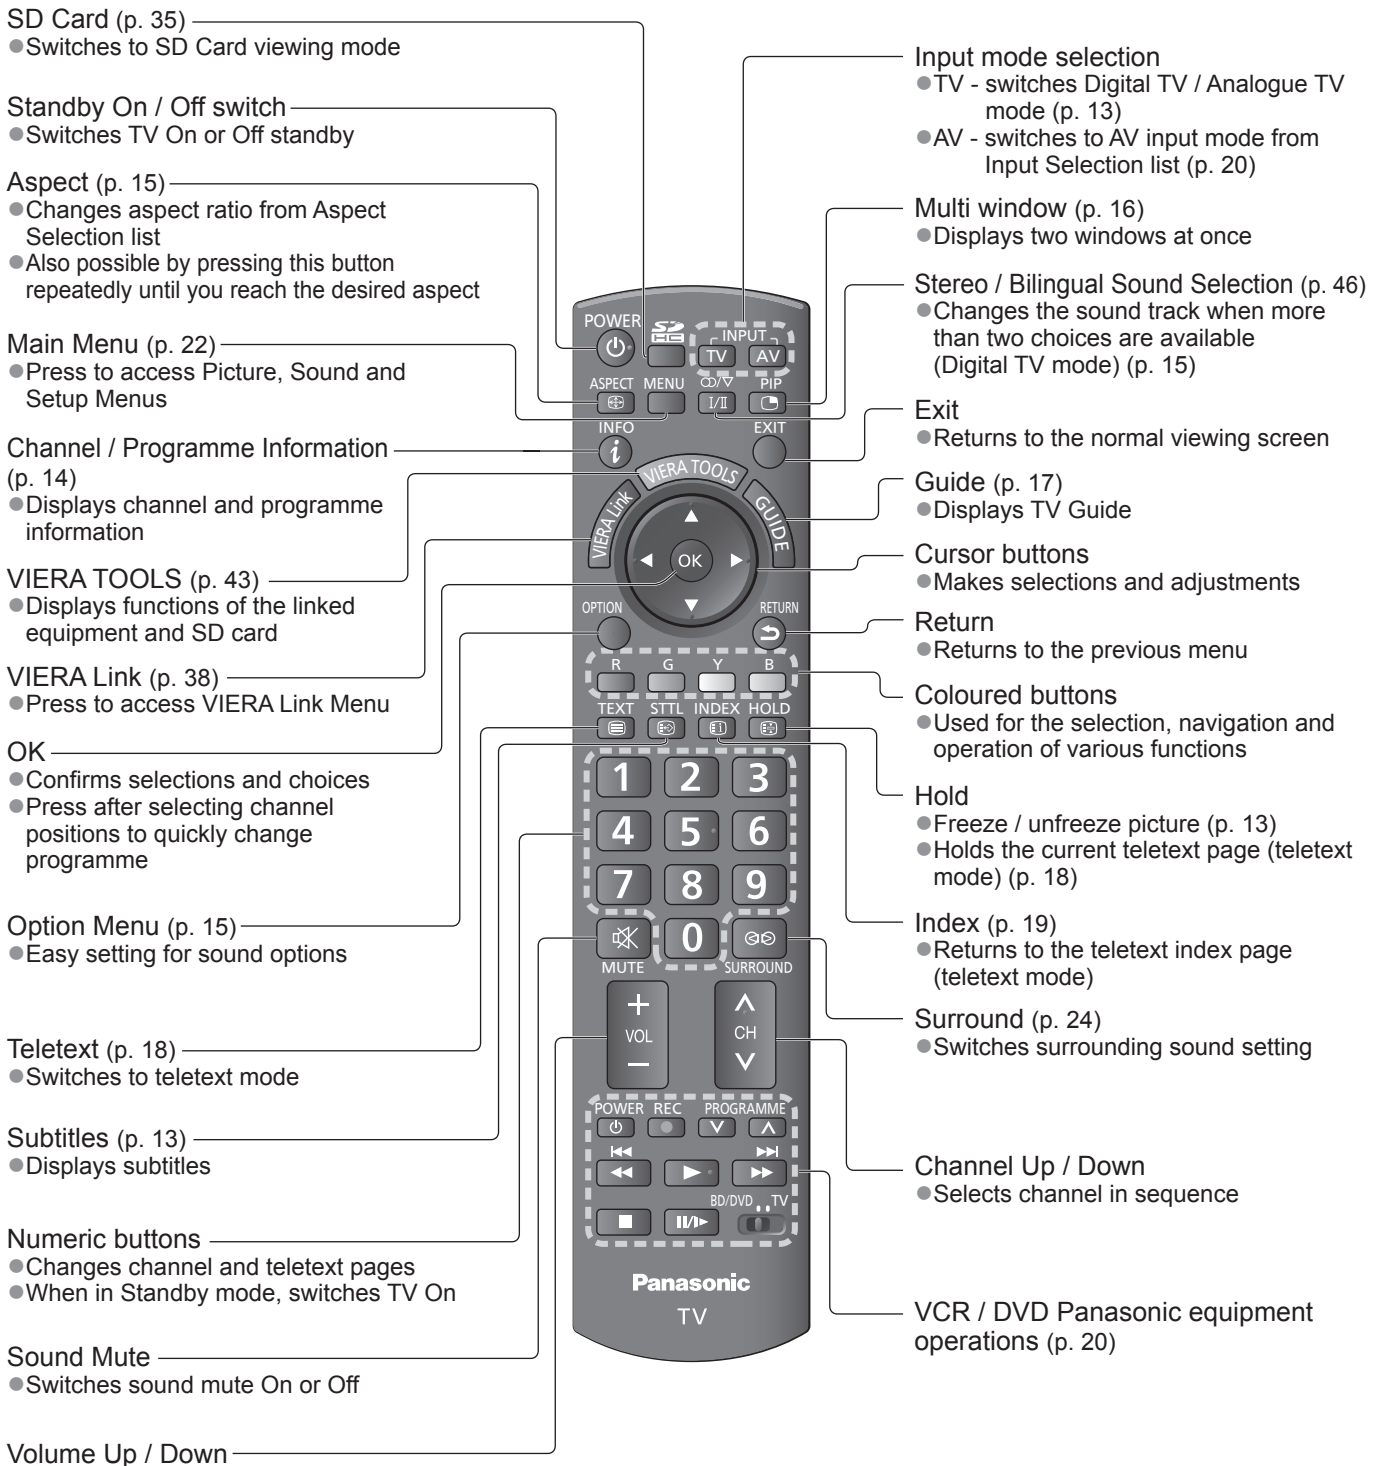 SD Card (p. 35)
●Switches to SD Card viewing mode
Standby On / Off switch
●Switches TV On or Off standby
Aspect (p. 15)
●Changes aspect ratio from Aspect
Selection list
●Also possible by pressing this button
repeatedly until you reach the desired aspect
Main Menu (p. 22)
●Press to access Picture, Sound and
Setup Menus
Channel / Programme Information
(p. 14)
●Displays channel and programme
information
VIERA TOOLS (p. 43)
●Displays functions of the linked
equipment and SD card
VIERA Link (p. 38)
●Press to access VIERA Link Menu
OK
●Confirms selections and choices
●Press after selecting channel
positions to quickly change
programme
Option Menu (p. 15)
●Easy setting for sound options
Teletext (p. 18)
●Switches to teletext mode
Subtitles (p. 13)
●Displays subtitles
Numeric buttons
●Changes channel and teletext pages
●When in Standby mode, switches TV On
Sound Mute
●Switches sound mute On or Off
Volume Up / Down
POWER
SD
HC
INPUT
TV AV
ASPECT MENU PIP
I/II
INFO EXIT
i
VIERA TOOLS
VIERA Link
GUIDE
OK
OPTION RETURN
R G Y B
TEXT STTL INDEX HOLD
1 2 3
4 5 6
7 8 9
0
MUTE SURROUND
+ VOL −
CH
POWER REC PROGRAMME
BD/DVD TV
Panasonic
TV
Input mode selection
●TV - switches Digital TV / Analogue TV
mode (p. 13)
●AV - switches to AV input mode from
Input Selection list (p. 20)
Multi window (p. 16)
●Displays two windows at once
Stereo / Bilingual Sound Selection (p. 46)
●Changes the sound track when more
than two choices are available
(Digital TV mode) (p. 15)
Exit
●Returns to the normal viewing screen
Guide (p. 17)
●Displays TV Guide
Cursor buttons
●Makes selections and adjustments
Return
●Returns to the previous menu
Coloured buttons
●Used for the selection, navigation and
operation of various functions
Hold
●Freeze / unfreeze picture (p. 13)
●Holds the current teletext page (teletext
mode) (p. 18)
Index (p. 19)
●Returns to the teletext index page
(teletext mode)
Surround (p. 24)
●Switches surrounding sound setting
Channel Up / Down
●Selects channel in sequence
VCR / DVD Panasonic equipment
operations (p. 20)